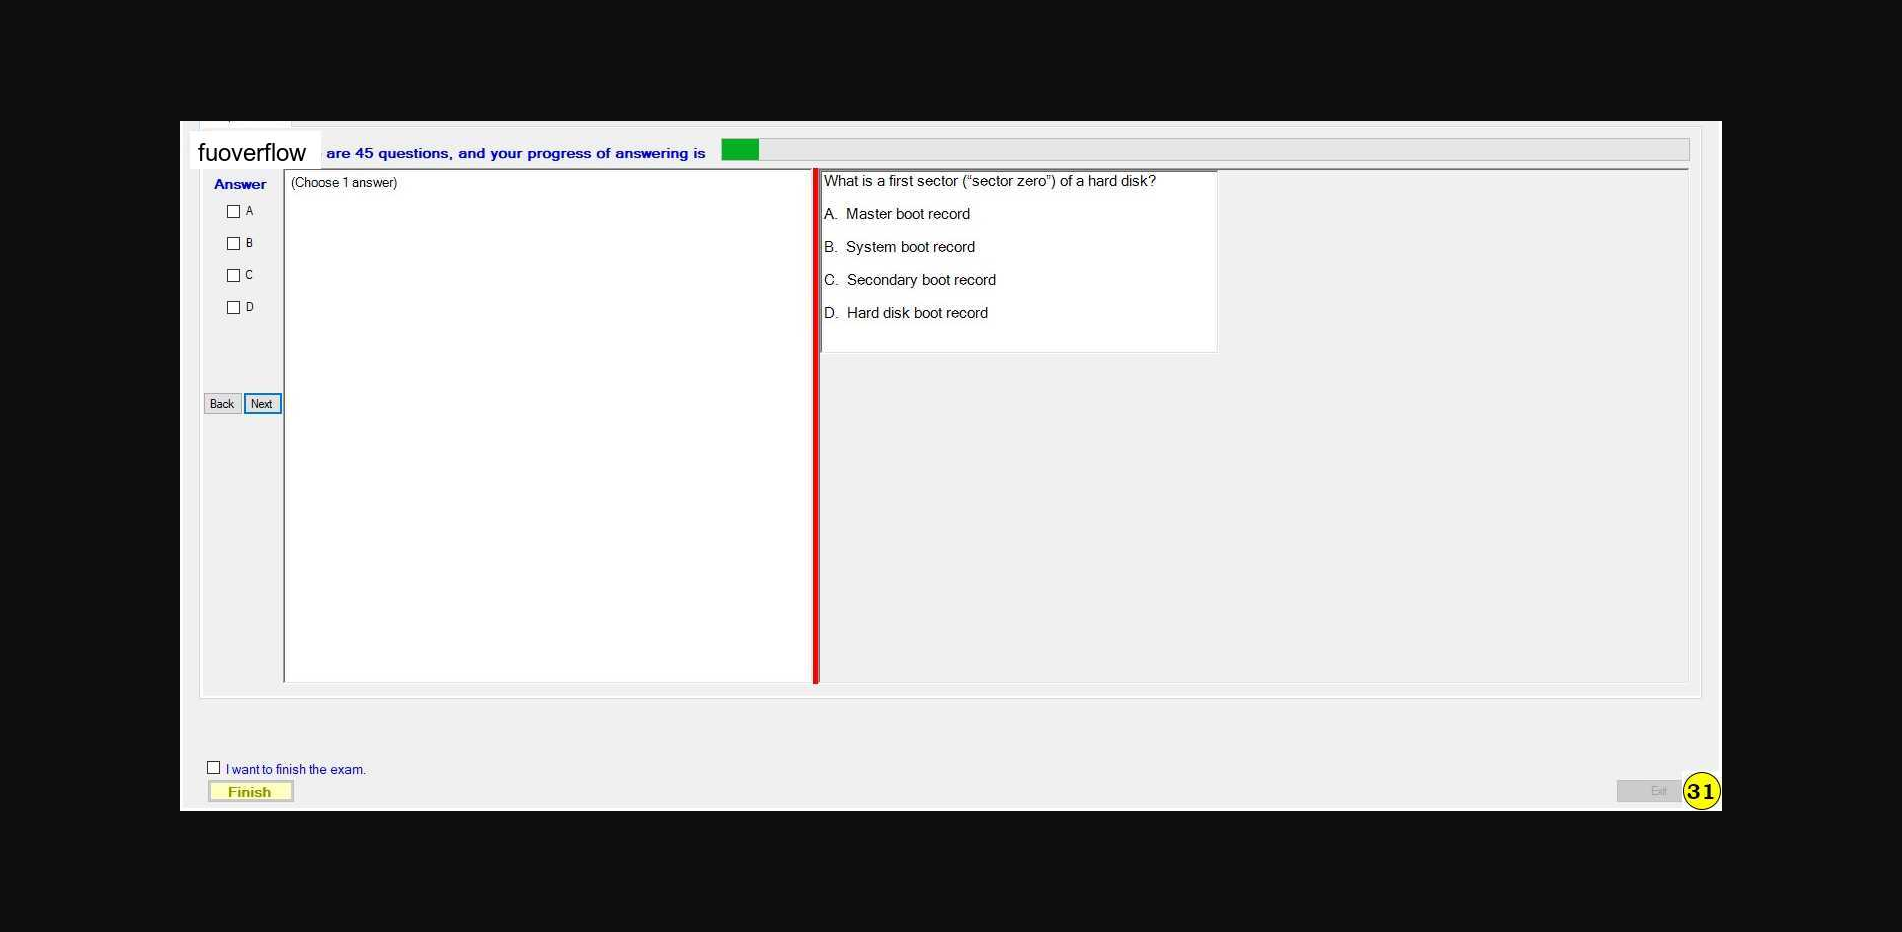 fuoverflow are 45 questions, and your progress of answering is
Answer
(Choose 1 answer)
A
B
C
D
Back Next
What is a first sector (“sector zero”) of a hard disk?
A. Master boot record
B. System boot record
C. Secondary boot record
D. Hard disk boot record
I want to finish the exam.
Finish
Exit
31